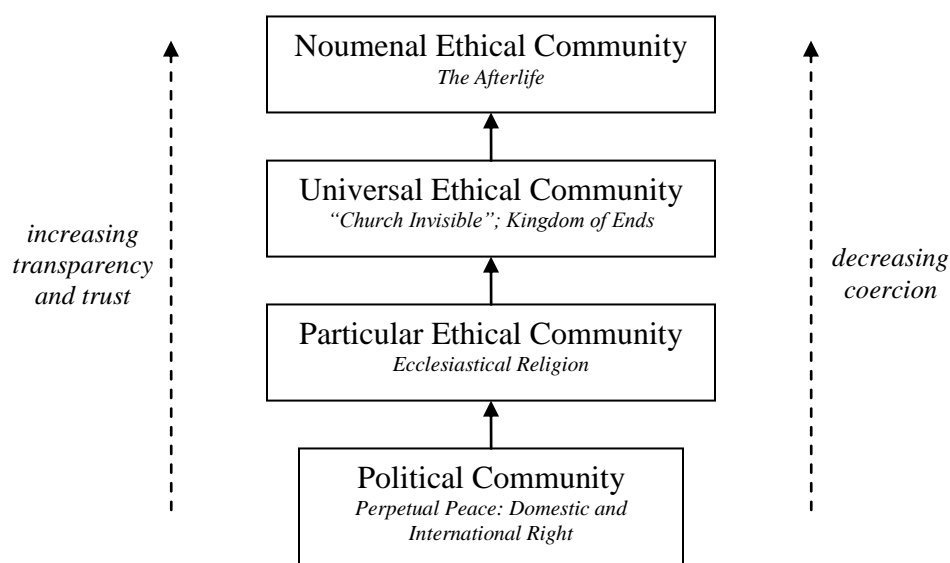 Noumenal Ethical Community
The Afterlife
Universal Ethical Community
“Church Invisible”; Kingdom of Ends
increasing
transparency
and trust
decreasing
coercion
Particular Ethical Community
Ecclesiastical Religion
Political Community
Perpetual Peace: Domestic and
International Right